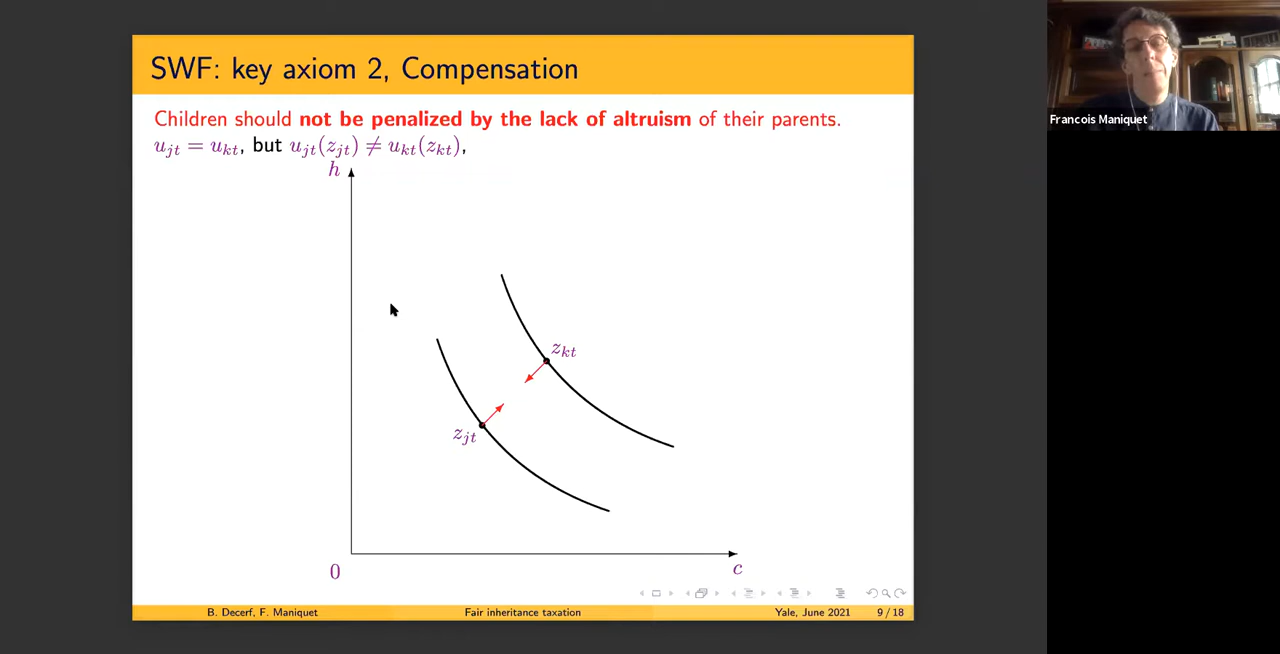 SWF: key axiom 2, Compensation
Children should not be penalized by the lack of altruism of their parents.
u_jt = u_kt, but u_jt(z_jt) ≠ u_kt(z_kt),
h
z_kt
z_jt
0
c
B. Decerf, F. Maniquet
Fair inheritance taxation
Yale, June 2021
9 / 18
Francois Maniquet